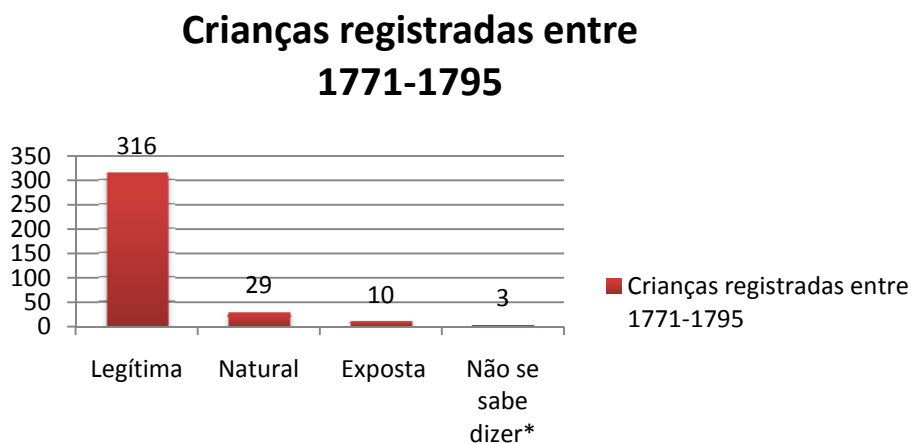 Crianças registradas entre
1771-1795
316
350
300
250
200
150
100
50
0
29
10
3
Legítima
Natural
Exposta
Não se
sabe
dizer*
Crianças registradas entre
1771-1795